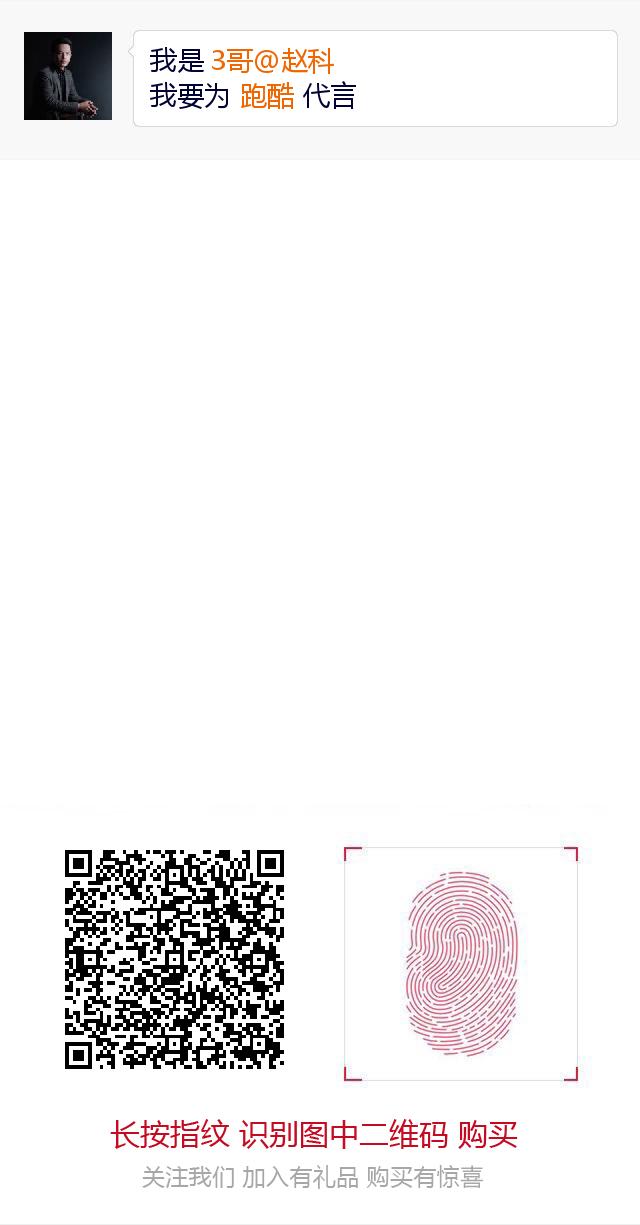 我是 3哥@赵科
我要为 跑酷 代言
长按指纹 识别图中二维码 购买
关注我们 加入有礼品 购买有惊喜